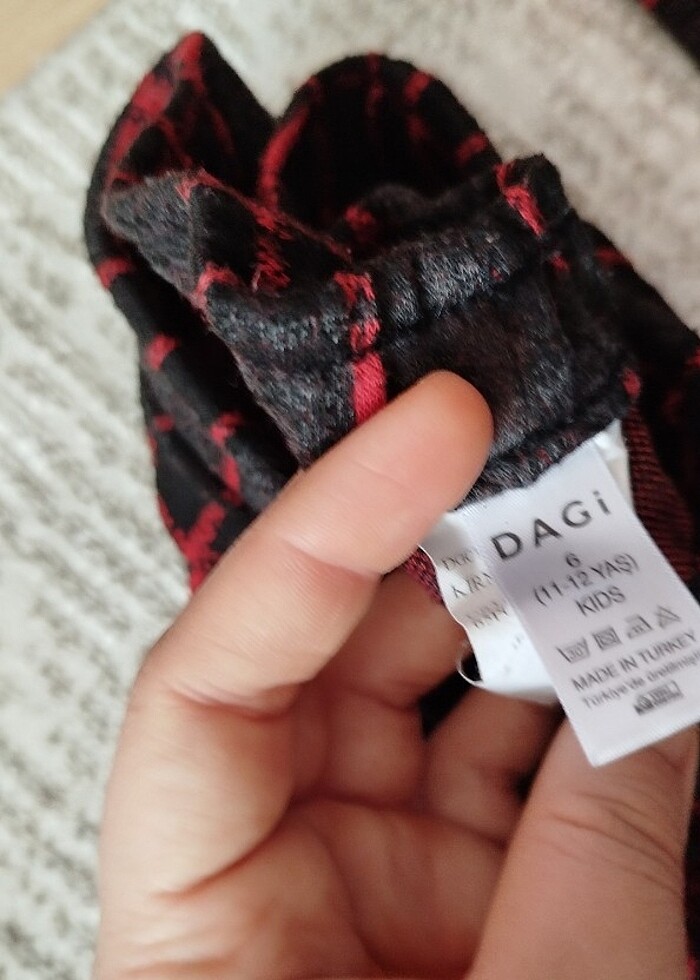 DAGi
6
(11-12 YAŞ)
KIDS
MADE IN TURKEY
Türkiye'de üretilmiştir